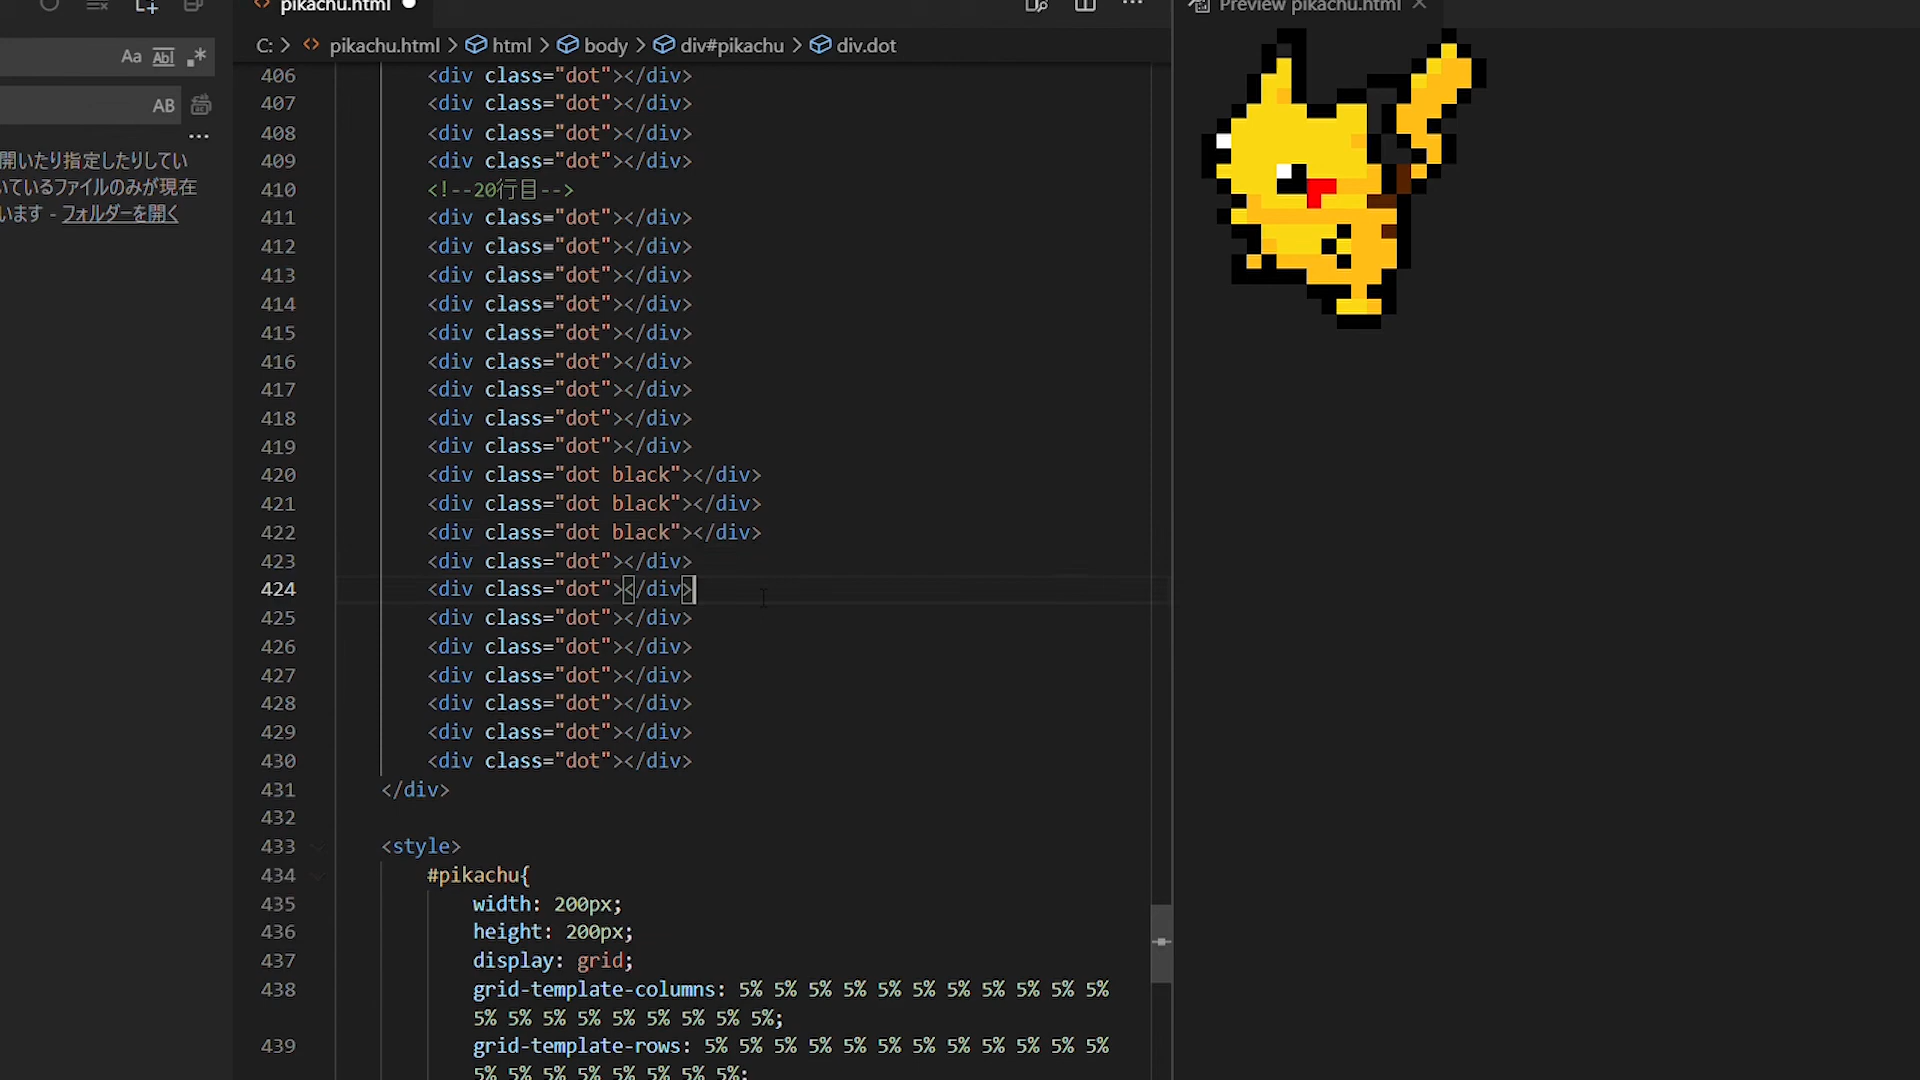 pikachu.html
Preview pikachu.html
Aa Abl .*
AB
C: > pikachu.html > html > body > div#pikachu > div.dot
開いたり指定したりしてい
いているファイルのみが現在
います - フォルダーを開く
406 <div class="dot"></div>
407 <div class="dot"></div>
408 <div class="dot"></div>
409 <div class="dot"></div>
410 <!--20行目-->
411 <div class="dot"></div>
412 <div class="dot"></div>
413 <div class="dot"></div>
414 <div class="dot"></div>
415 <div class="dot"></div>
416 <div class="dot"></div>
417 <div class="dot"></div>
418 <div class="dot"></div>
419 <div class="dot"></div>
420 <div class="dot black"></div>
421 <div class="dot black"></div>
422 <div class="dot black"></div>
423 <div class="dot"></div>
424 <div class="dot"></div>
425 <div class="dot"></div>
426 <div class="dot"></div>
427 <div class="dot"></div>
428 <div class="dot"></div>
429 <div class="dot"></div>
430 <div class="dot"></div>
431 </div>
432
433 <style>
434 #pikachu{
435 width: 200px;
436 height: 200px;
437 display: grid;
438 grid-template-columns: 5% 5% 5% 5% 5% 5% 5% 5% 5% 5% 5%
5% 5% 5% 5% 5% 5% 5% 5% 5%;
439 grid-template-rows: 5% 5% 5% 5% 5% 5% 5% 5% 5% 5% 5% 5%
5% 5% 5% 5% 5% 5% 5% 5%;